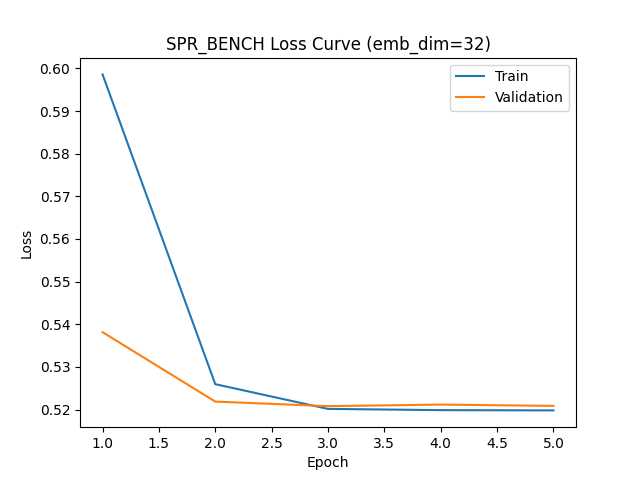 SPR_BENCH Loss Curve (emb_dim=32)
Train
Validation
0.60
0.59
0.58
0.57
0.56
0.55
0.54
0.53
0.52
Loss
1.0 1.5 2.0 2.5 3.0 3.5 4.0 4.5 5.0
Epoch